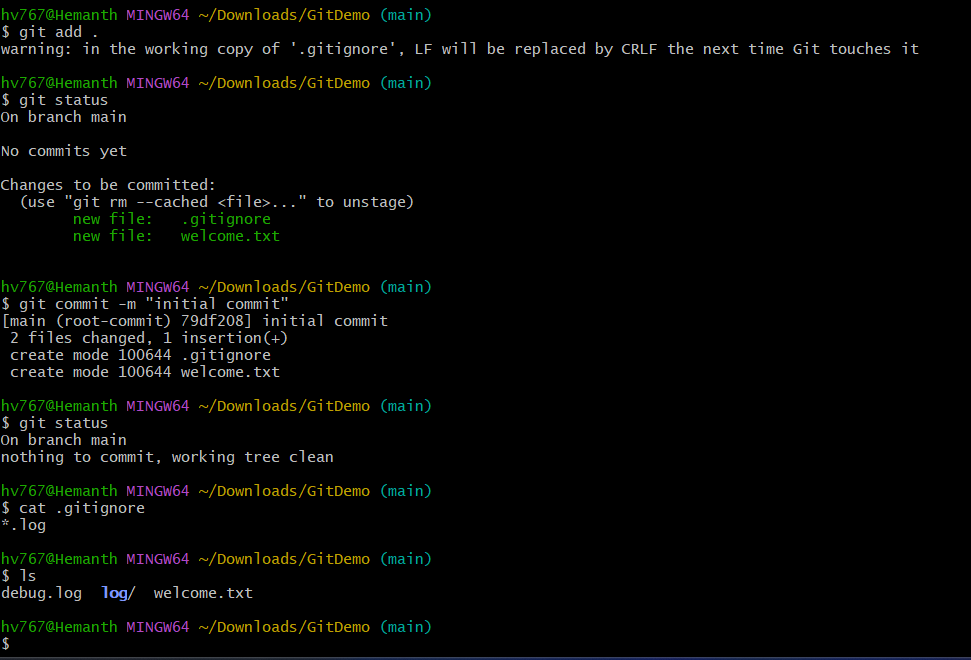 hv767@Hemanth MINGW64 ~/Downloads/GitDemo (main)
$ git add .
warning: in the working copy of '.gitignore', LF will be replaced by CRLF the next time Git touches it
hv767@Hemanth MINGW64 ~/Downloads/GitDemo (main)
$ git status
On branch main
No commits yet
Changes to be committed:
  (use "git rm --cached <file>..." to unstage)
        new file:   .gitignore
        new file:   welcome.txt
hv767@Hemanth MINGW64 ~/Downloads/GitDemo (main)
$ git commit -m "initial commit"
[main (root-commit) 79df208] initial commit
 2 files changed, 1 insertion(+)
 create mode 100644 .gitignore
 create mode 100644 welcome.txt
hv767@Hemanth MINGW64 ~/Downloads/GitDemo (main)
$ git status
On branch main
nothing to commit, working tree clean
hv767@Hemanth MINGW64 ~/Downloads/GitDemo (main)
$ cat .gitignore
*.log
hv767@Hemanth MINGW64 ~/Downloads/GitDemo (main)
$ ls
debug.log  log/  welcome.txt
hv767@Hemanth MINGW64 ~/Downloads/GitDemo (main)
$